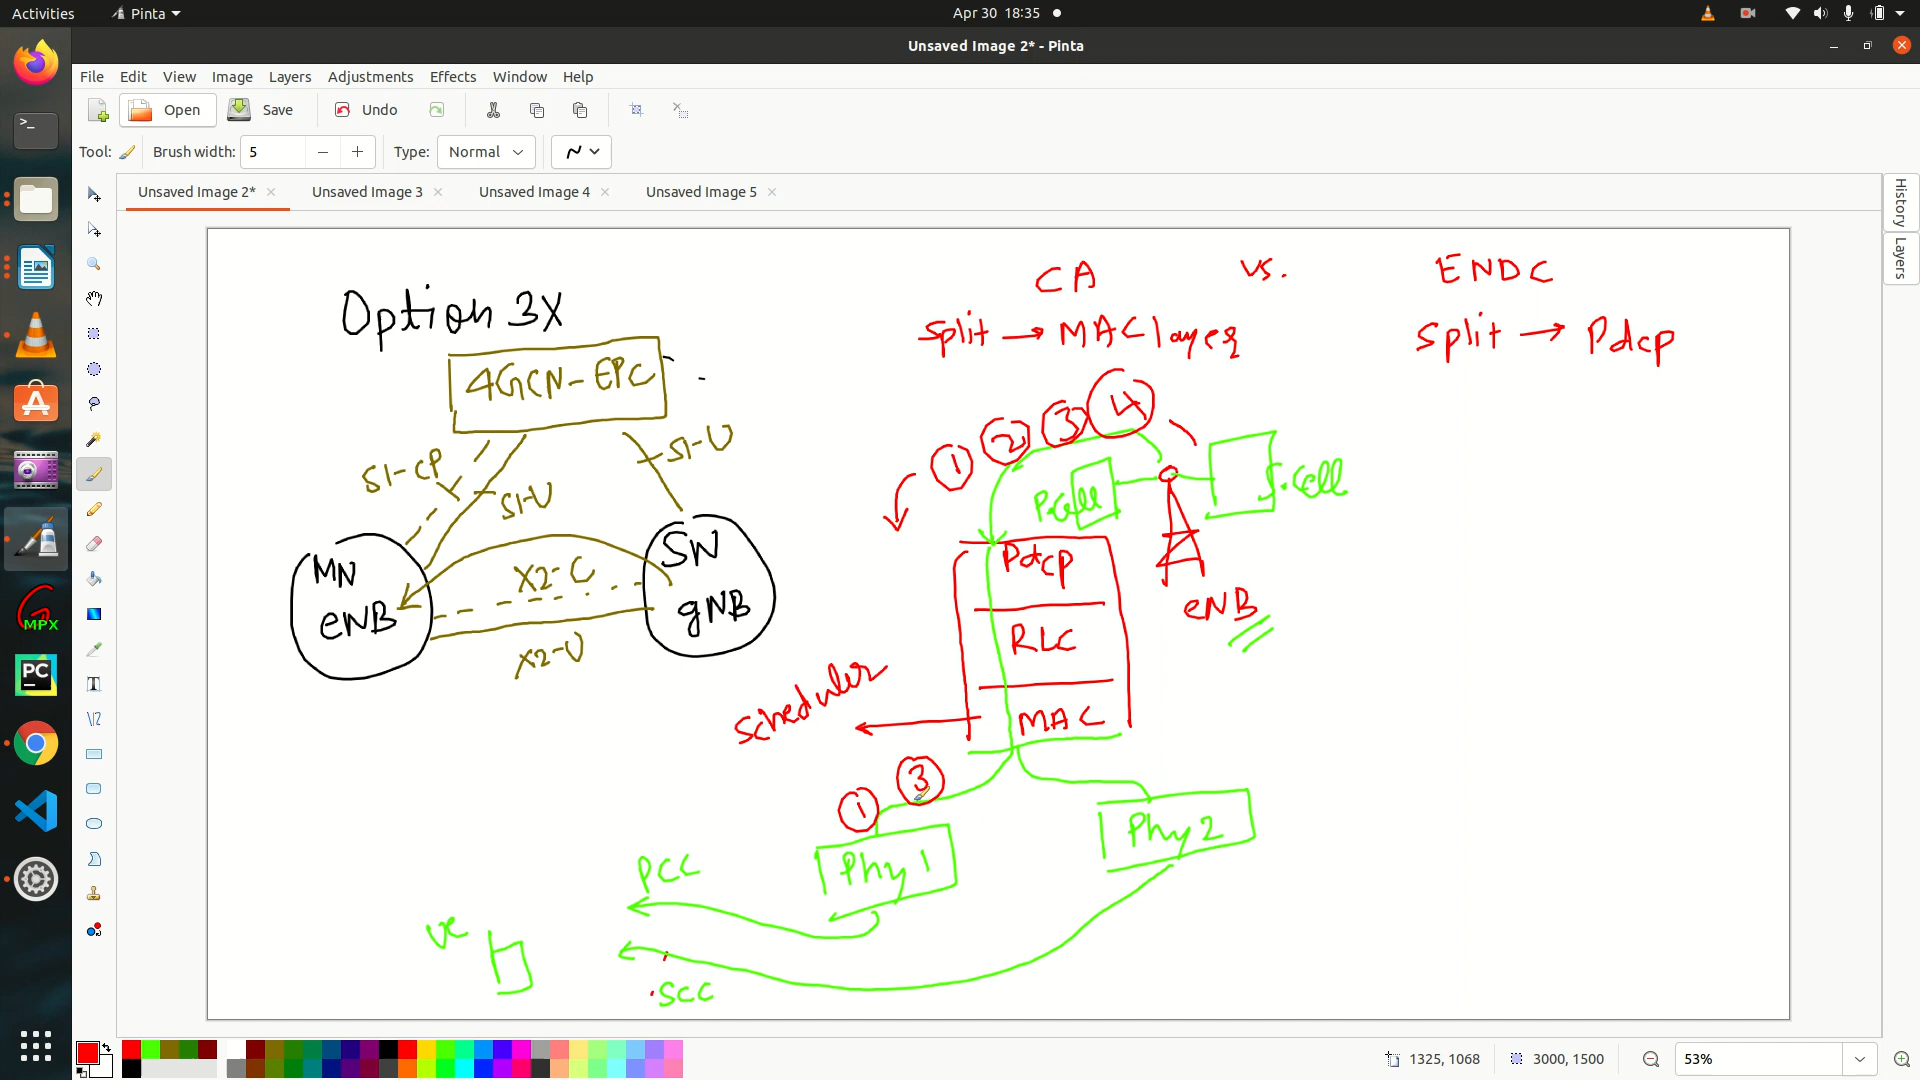 Activities
Pinta
Apr 30 18:35
Unsaved Image 2* - Pinta
File Edit View Image Layers Adjustments Effects Window Help
Open Save Undo
Tool: Brush width: 5 Type: Normal
Unsaved Image 2* Unsaved Image 3 Unsaved Image 4 Unsaved Image 5
History
Layers
Option 3X
4GCN-EPC
S1-CP
S1-U
S1-U
MN
eNB
X2-C
X2-U
SN
gNB
CA vs. ENDC
Split → MAC layer
Split → Pdcp
1 2 3 4
Pcell
S.cell
eNB
Pdcp
RLC
MAC
Scheduler
1 3
Phy 1
Phy 2
PCC
UE
SCC
MPX
PC
1325, 1068
3000, 1500
53%